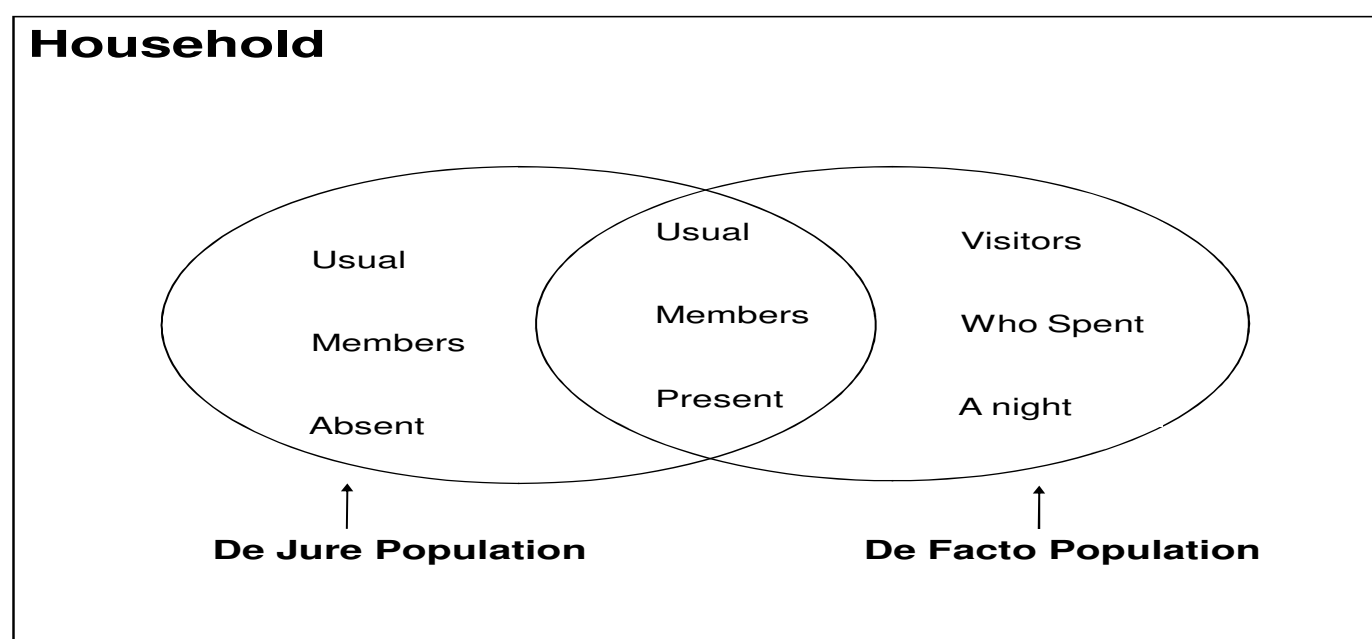 Household
Usual
Members
Absent
Usual
Members
Present
Visitors
Who Spent
A night
De Jure Population
De Facto Population